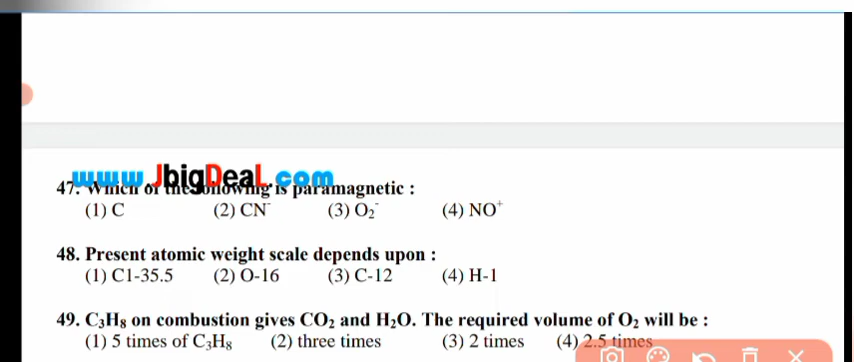 www.JbigDeaL.com
47. Which of the following is paramagnetic :
(1) C (2) CN⁻ (3) O₂⁻ (4) NO⁺
48. Present atomic weight scale depends upon :
(1) C1-35.5 (2) O-16 (3) C-12 (4) H-1
49. C₃H₈ on combustion gives CO₂ and H₂O. The required volume of O₂ will be :
(1) 5 times of C₃H₈ (2) three times (3) 2 times (4) 2.5 times